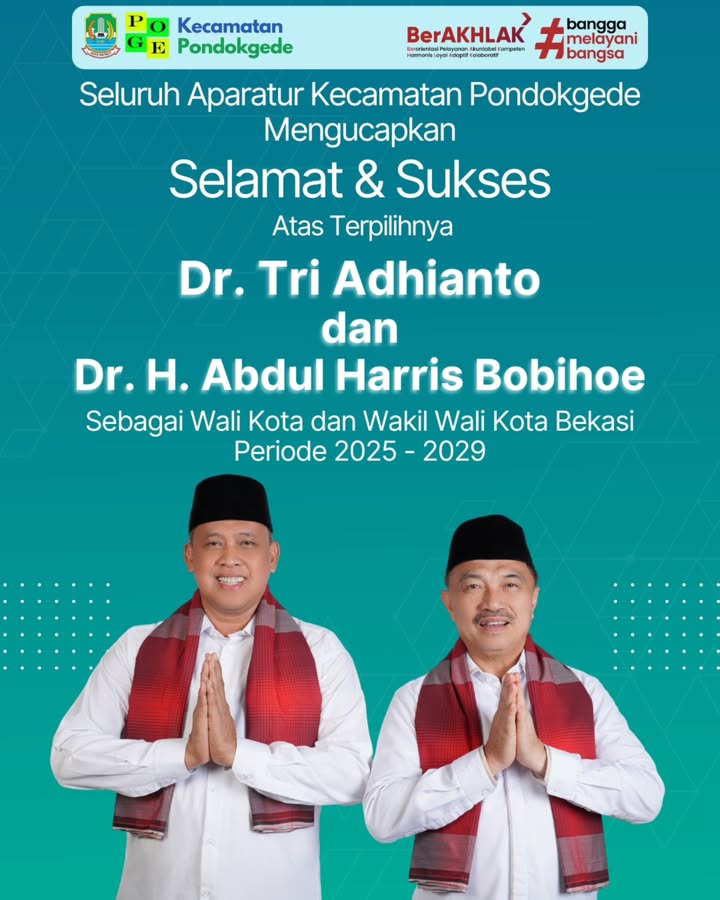 POGE
Kecamatan
Pondokgede
BerAKHLAK
Berorientasi Pelayanan Akuntabel Kompeten
Harmonis Loyal Adaptif Kolaboratif
#bangga
melayani
bangsa
Seluruh Aparatur Kecamatan Pondokgede
Mengucapkan
Selamat & Sukses
Atas Terpilihnya
Dr. Tri Adhianto
dan
Dr. H. Abdul Harris Bobihoe
Sebagai Wali Kota dan Wakil Wali Kota Bekasi
Periode 2025 - 2029